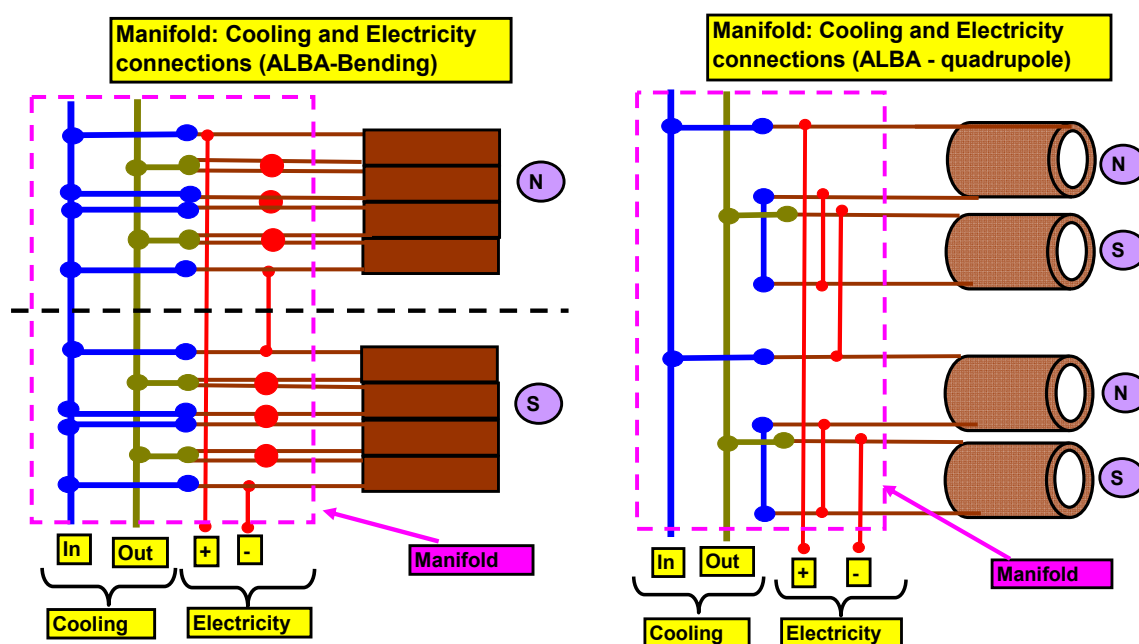 Manifold: Cooling and Electricity
connections (ALBA-Bending)
N
S
In
Out
+
-
Manifold
Cooling
Electricity
Manifold: Cooling and Electricity
connections (ALBA - quadrupole)
N
S
N
S
In
Out
+
-
Manifold
Cooling
Electricity